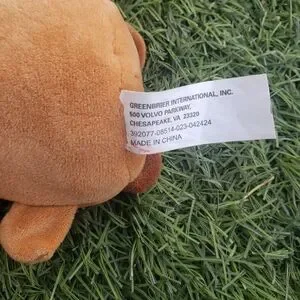 GREENBRIER INTERNATIONAL, INC.
500 VOLVO PARKWAY,
CHESAPEAKE, VA 23320
392077-08514-023-042424
MADE IN CHINA